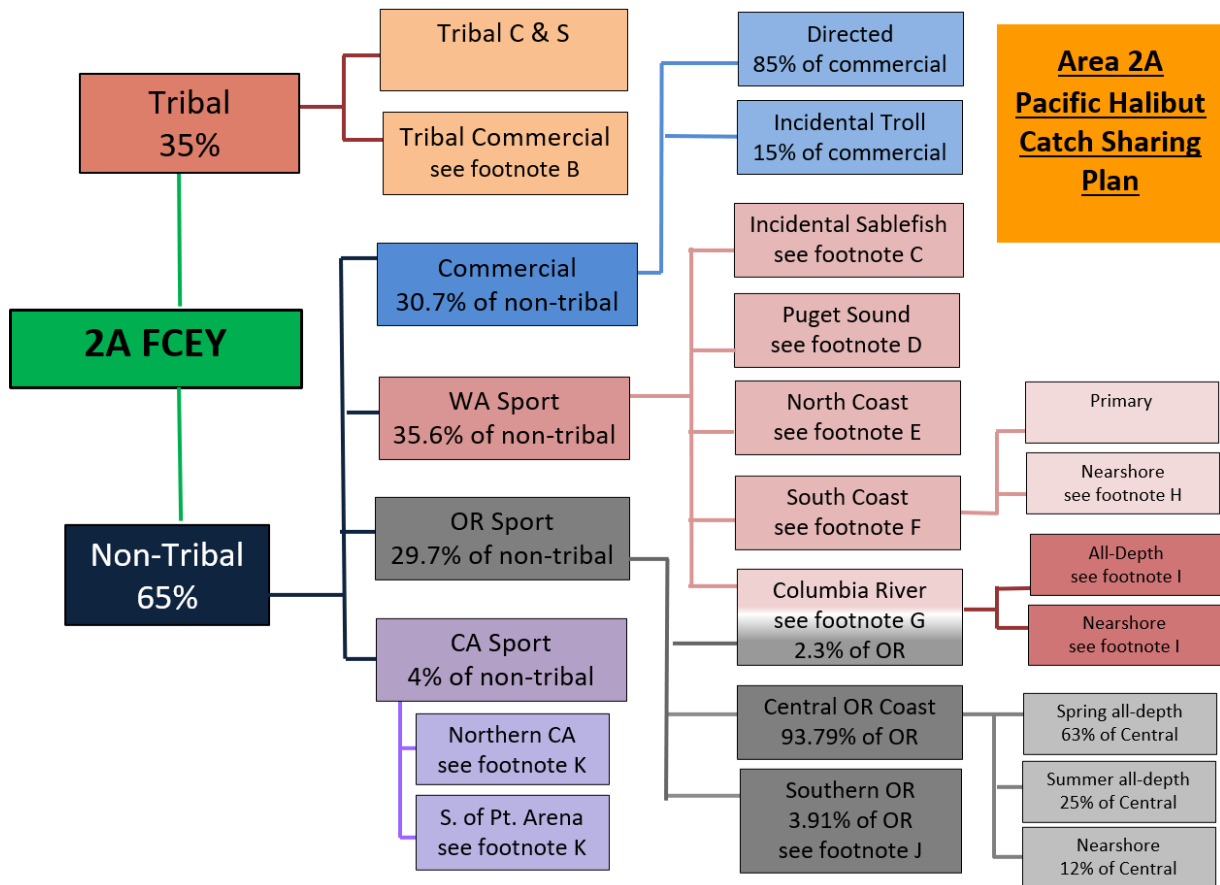 Area 2A
Pacific Halibut
Catch Sharing
Plan
2A FCEY
Tribal
35%
Tribal C & S
Tribal Commercial
see footnote B
Non-Tribal
65%
Commercial
30.7% of non-tribal
Directed
85% of commercial
Incidental Troll
15% of commercial
WA Sport
35.6% of non-tribal
Incidental Sablefish
see footnote C
Puget Sound
see footnote D
North Coast
see footnote E
South Coast
see footnote F
Primary
Nearshore
see footnote H
Columbia River
see footnote G
2.3% of OR
All-Depth
see footnote I
Nearshore
see footnote I
OR Sport
29.7% of non-tribal
Central OR Coast
93.79% of OR
Spring all-depth
63% of Central
Summer all-depth
25% of Central
Nearshore
12% of Central
Southern OR
3.91% of OR
see footnote J
CA Sport
4% of non-tribal
Northern CA
see footnote K
S. of Pt. Arena
see footnote K